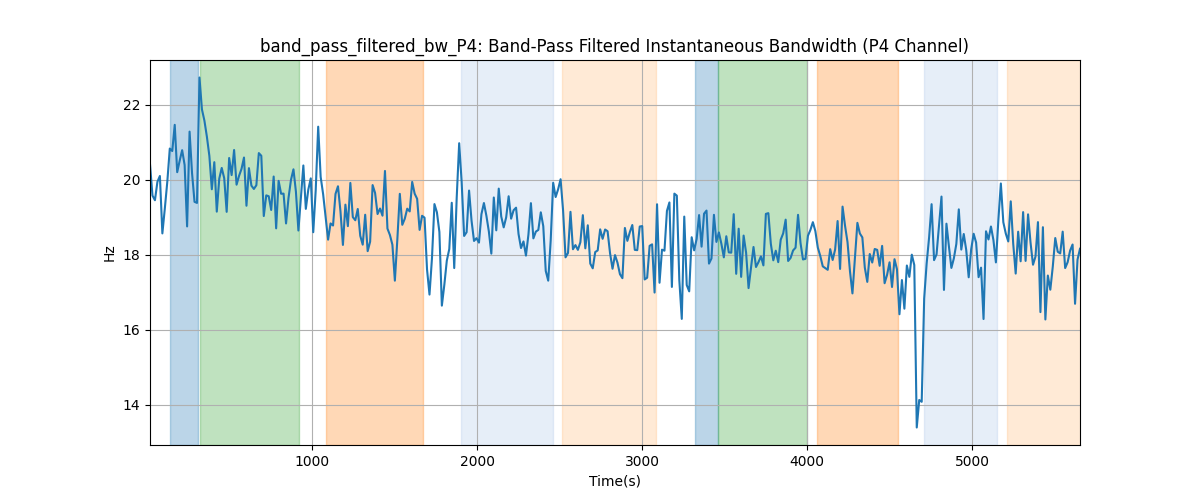 band_pass_filtered_bw_P4: Band-Pass Filtered Instantaneous Bandwidth (P4 Channel)
22
20
18
16
14
Hz
1000 2000 3000 4000 5000
Time(s)